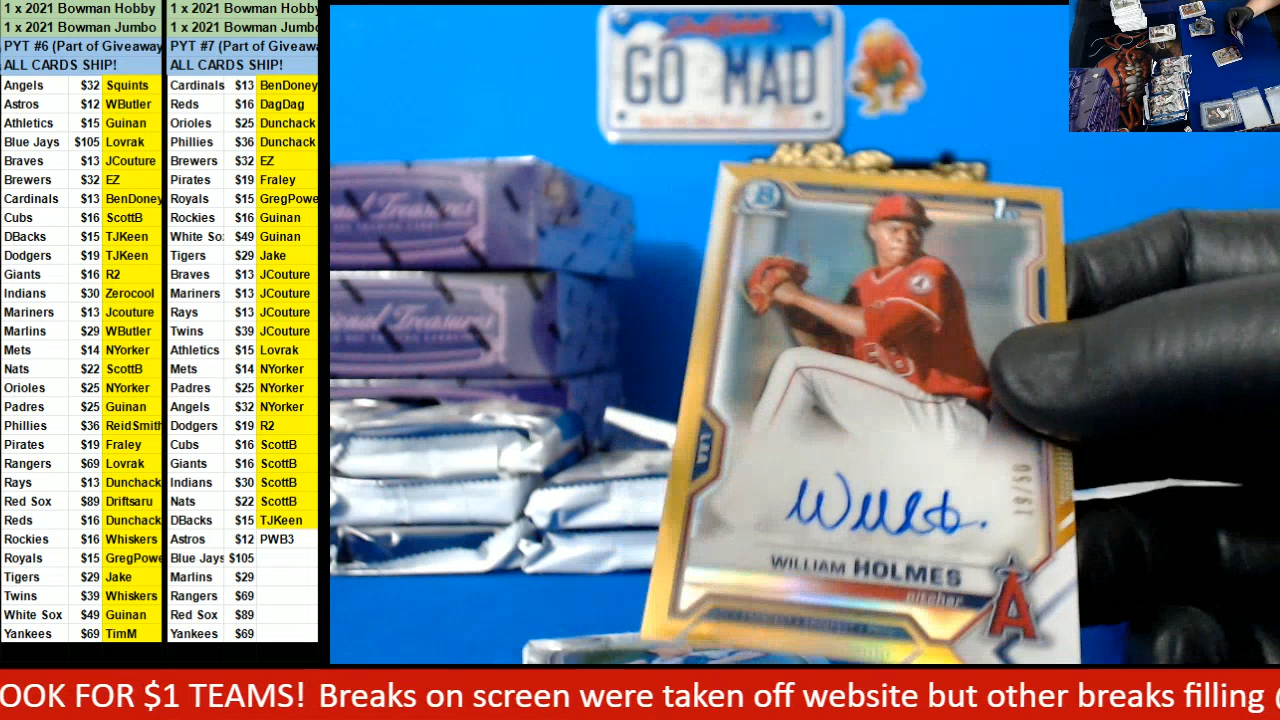 1 x 2021 Bowman Hobby
1 x 2021 Bowman Jumbo
PYT #6 (Part of Giveaway
ALL CARDS SHIP!
Angels $32 Squints
Astros $12 WButler
Athletics $15 Guinan
Blue Jays $105 Lovrak
Braves $13 JCouture
Brewers $32 EZ
Cardinals $13 BenDoney
Cubs $16 ScottB
DBacks $15 TJKeen
Dodgers $19 TJKeen
Giants $16 R2
Indians $30 Zerocool
Mariners $13 Jcouture
Marlins $29 WButler
Mets $14 NYorker
Nats $22 ScottB
Orioles $25 NYorker
Padres $25 Guinan
Phillies $36 ReidSmith
Pirates $19 Fraley
Rangers $69 Lovrak
Rays $13 Dunchack
Red Sox $89 Driftsaru
Reds $16 Dunchack
Rockies $16 Whiskers
Royals $15 GregPowe
Tigers $29 Jake
Twins $39 Whiskers
White Sox $49 Guinan
Yankees $69 TimM
1 x 2021 Bowman Hobby
1 x 2021 Bowman Jumbo
PYT #7 (Part of Giveawa
ALL CARDS SHIP!
Cardinals $13 BenDoney
Reds $16 DagDag
Orioles $25 Dunchack
Phillies $36 Dunchack
Brewers $32 EZ
Pirates $19 Fraley
Royals $15 GregPowe
Rockies $16 Guinan
White So $49 Guinan
Tigers $29 Jake
Braves $13 JCouture
Mariners $13 JCouture
Rays $13 JCouture
Twins $39 JCouture
Athletics $15 Lovrak
Mets $14 NYorker
Padres $25 NYorker
Angels $32 NYorker
Dodgers $19 R2
Cubs $16 ScottB
Giants $16 ScottB
Indians $30 ScottB
Nats $22 ScottB
DBacks $15 TJKeen
Astros $12 PWB3
Blue Jays $105
Marlins $29
Rangers $69
Red Sox $89
Yankees $69
GO MAD
Treasures
onal Treasures
B
1st
LAA
19/50
WILLIAM HOLMES
pitcher
A
OOK FOR $1 TEAMS! Breaks on screen were taken off website but other breaks filling